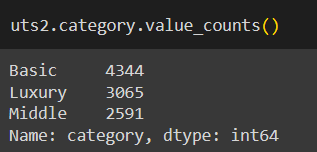 uts2.category.value_counts()
Basic     4344
Luxury    3065
Middle    2591
Name: category, dtype: int64